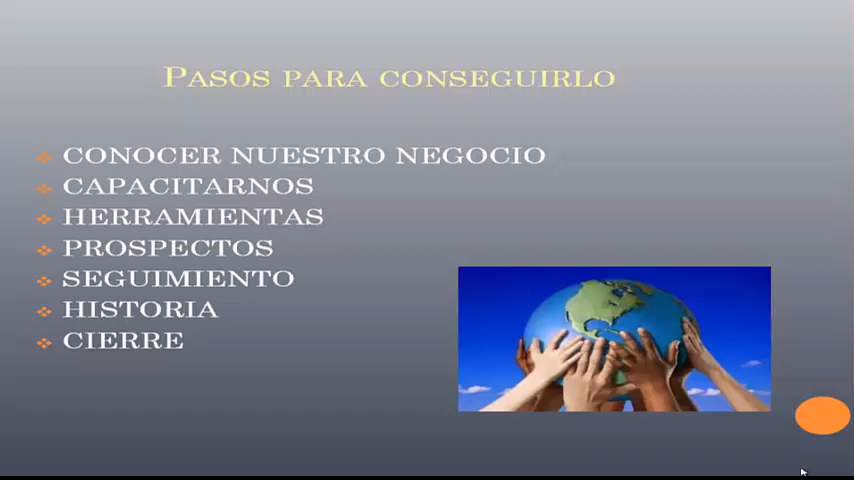 PASOS PARA CONSEGUIRLO
CONOCER NUESTRO NEGOCIO
CAPACITARNOS
HERRAMIENTAS
PROSPECTOS
SEGUIMIENTO
HISTORIA
CIERRE